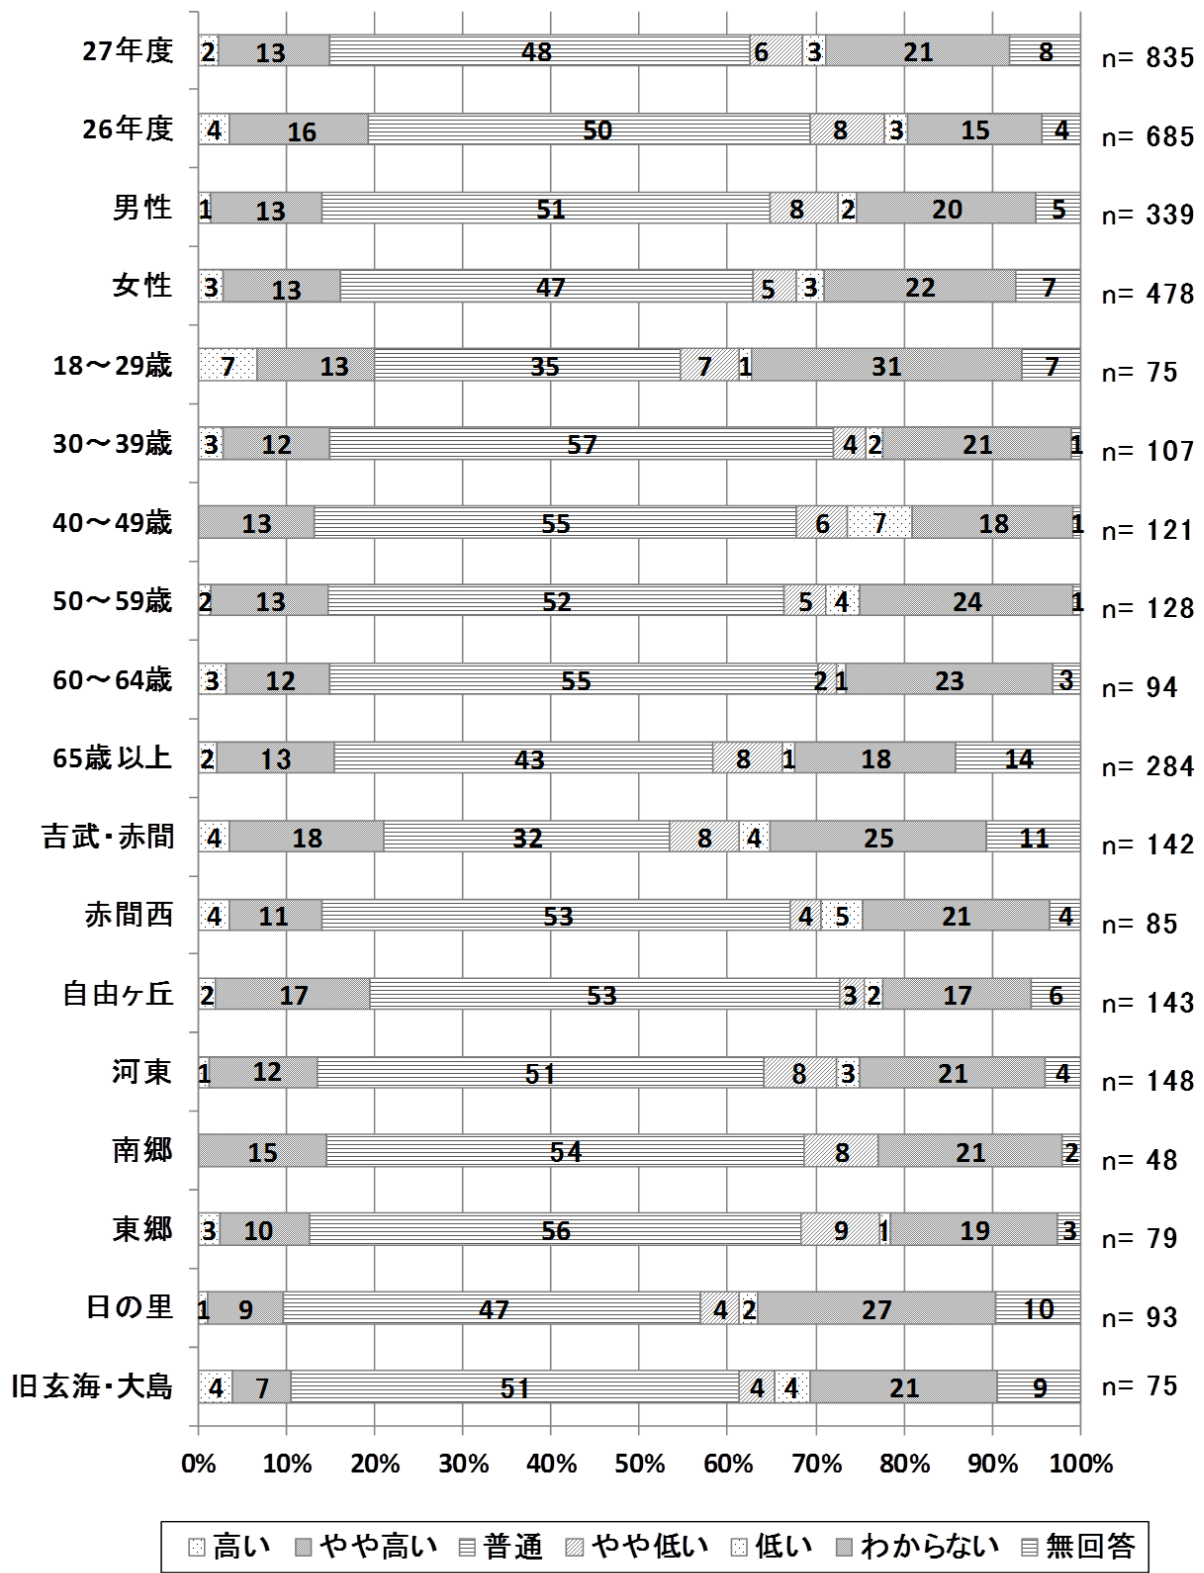 27年度 2 13 48 6 3 21 8 n= 835
26年度 4 16 50 8 3 15 4 n= 685
男性 1 13 51 8 2 20 5 n= 339
女性 3 13 47 5 3 22 7 n= 478
18〜29歳 7 13 35 7 1 31 7 n= 75
30〜39歳 3 12 57 4 2 21 1 n= 107
40〜49歳 13 55 6 7 18 1 n= 121
50〜59歳 2 13 52 5 4 24 1 n= 128
60〜64歳 3 12 55 2 1 23 3 n= 94
65歳以上 2 13 43 8 1 18 14 n= 284
吉武・赤間 4 18 32 8 4 25 11 n= 142
赤間西 4 11 53 4 5 21 4 n= 85
自由ヶ丘 2 17 53 3 2 17 6 n= 143
河東 1 12 51 8 3 21 4 n= 148
南郷 15 54 8 21 2 n= 48
東郷 3 10 56 9 1 19 3 n= 79
日の里 1 9 47 4 2 27 10 n= 93
旧玄海・大島 4 7 51 4 4 21 9 n= 75
0% 10% 20% 30% 40% 50% 60% 70% 80% 90% 100%
高い やや高い 普通 やや低い 低い わからない 無回答